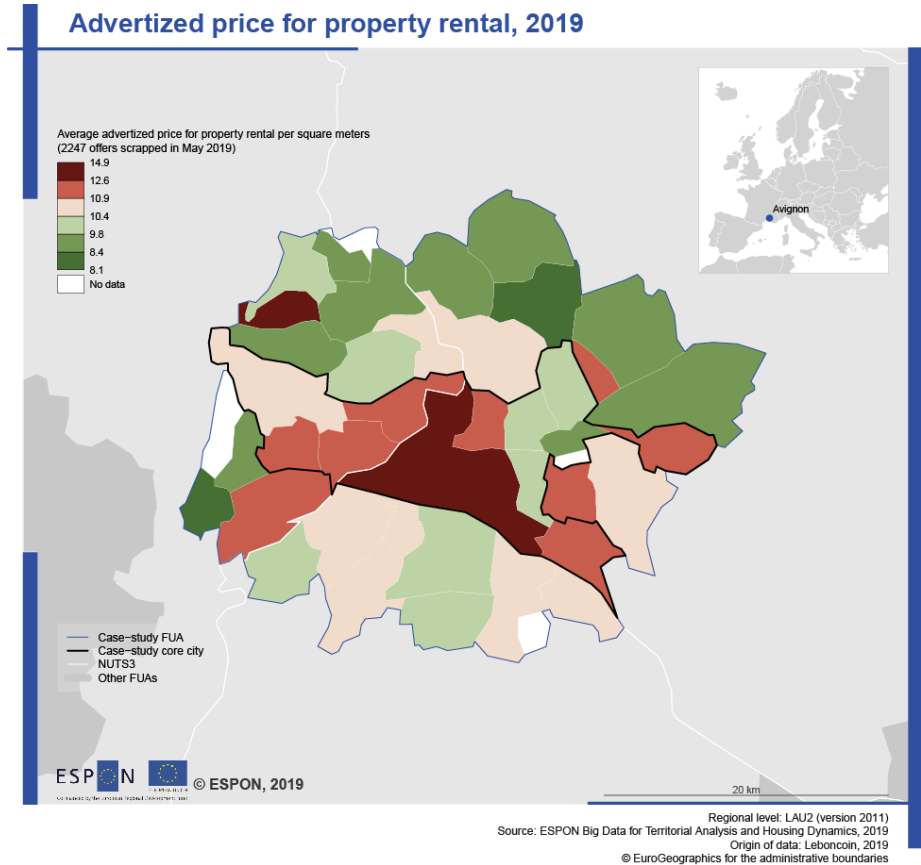 Advertized price for property rental, 2019
Average advertized price for property rental per square meters
(2247 offers scrapped in May 2019)
14.9
12.6
10.9
10.4
9.8
8.4
8.1
No data
Avignon
Case-study FUA
Case-study core city
NUTS3
Other FUAs
ESPON
© ESPON, 2019
20 km
Regional level: LAU2 (version 2011)
Source: ESPON Big Data for Territorial Analysis and Housing Dynamics, 2019
Origin of data: Leboncoin, 2019
© EuroGeographics for the administrative boundaries